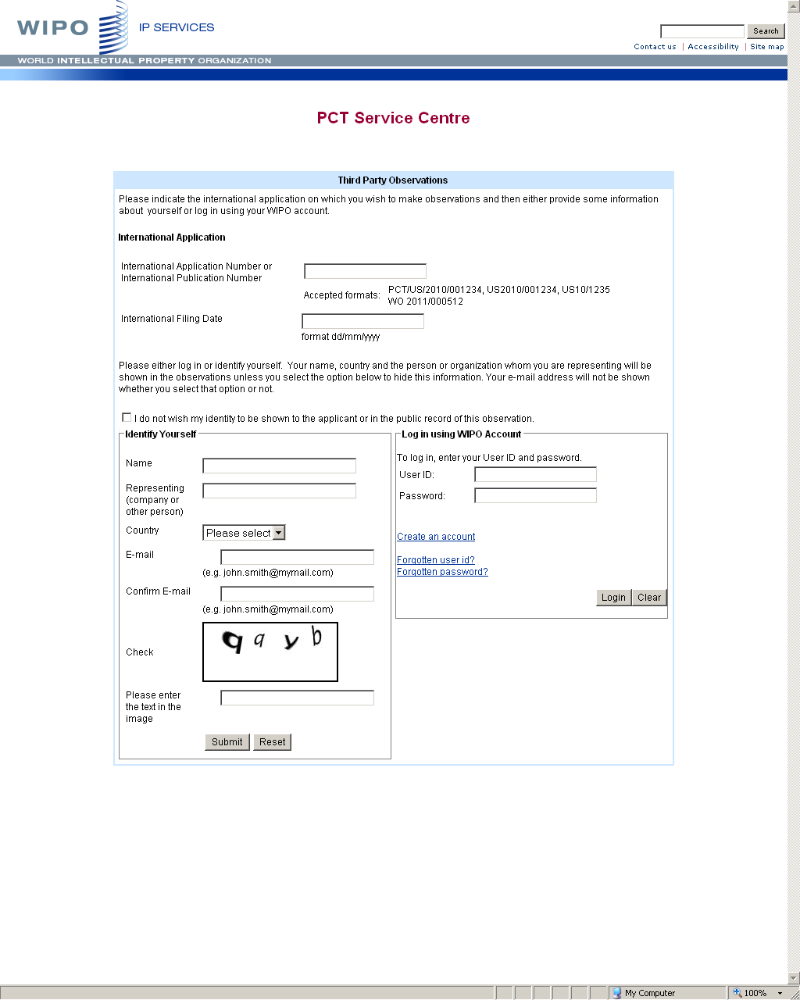 WIPO
IP SERVICES
Search
Contact us | Accessibility | Site map
WORLD INTELLECTUAL PROPERTY ORGANIZATION
PCT Service Centre
Third Party Observations
Please indicate the international application on which you wish to make observations and then either provide some information
about yourself or log in using your WIPO account.
International Application
International Application Number or
International Publication Number
Accepted formats:
PCT/US/2010/001234, US2010/001234, US10/1235
WO 2011/000512
International Filing Date
format dd/mm/yyyy
Please either log in or identify yourself. Your name, country and the person or organization whom you are representing will be
shown in the observations unless you select the option below to hide this information. Your e-mail address will not be shown
whether you select that option or not.
I do not wish my identity to be shown to the applicant or in the public record of this observation.
Identify Yourself
Name
Representing
(company or
other person)
Country
Please select
E-mail
(e.g. john.smith@mymail.com)
Confirm E-mail
(e.g. john.smith@mymail.com)
Check
q a y b
Please enter
the text in the
image
Submit Reset
Log in using WIPO Account
To log in, enter your User ID and password.
User ID:
Password:
Create an account
Forgotten user id?
Forgotten password?
Login Clear
My Computer
100%